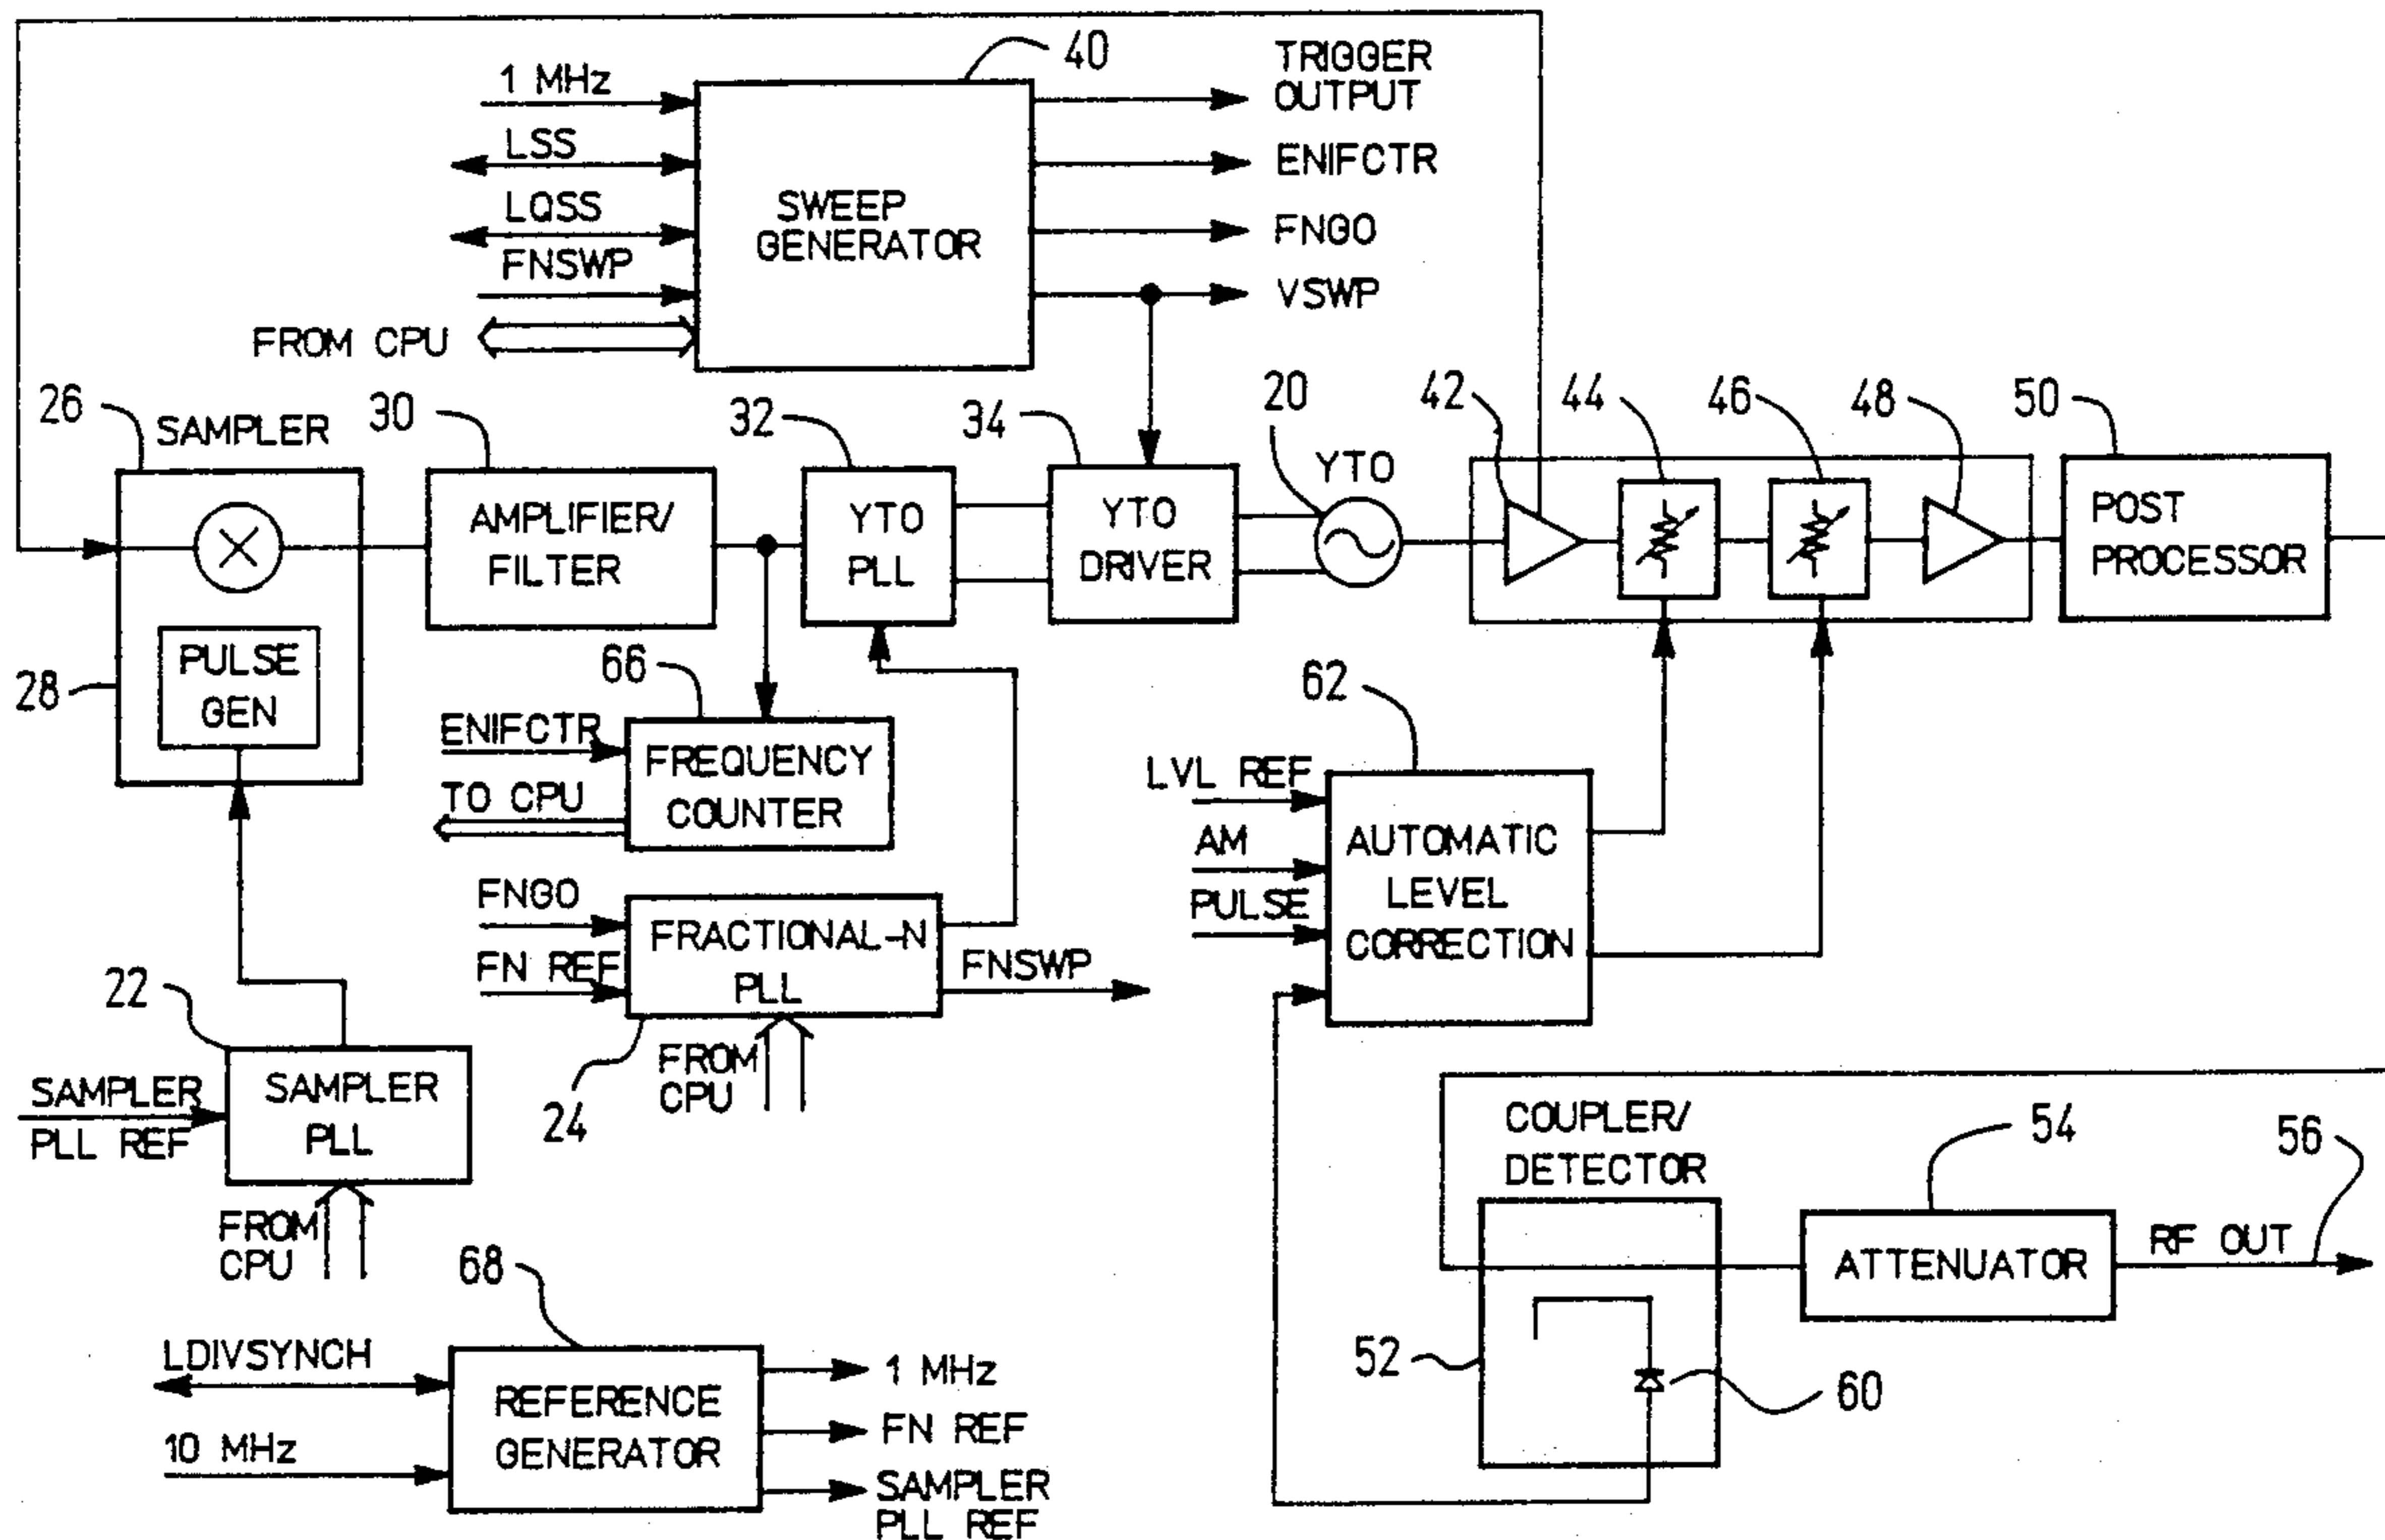 40
TRIGGER
OUTPUT
1 MHz
LSS
ENIFCTR
LQSS
SWEEP
GENERATOR
FNGO
FNSWP
VSWP
FROM CPU
26
SAMPLER
30
32
34
20
YTO
42
44
46
48
50
AMPLIFIER/
FILTER
YTO
PLL
YTO
DRIVER
POST
PROCESSOR
28
PULSE
GEN
66
62
ENIFCTR
FREQUENCY
COUNTER
TO CPU
LVL REF
AM
PULSE
AUTOMATIC
LEVEL
CORRECTION
FNGO
FN REF
FRACTIONAL-N
PLL
FNSWP
22
24
FROM
CPU
SAMPLER
PLL REF
SAMPLER
PLL
FROM
CPU
COUPLER/
DETECTOR
54
56
ATTENUATOR
RF OUT
52
60
68
LDIVSYNCH
10 MHz
REFERENCE
GENERATOR
1 MHz
FN REF
SAMPLER
PLL REF